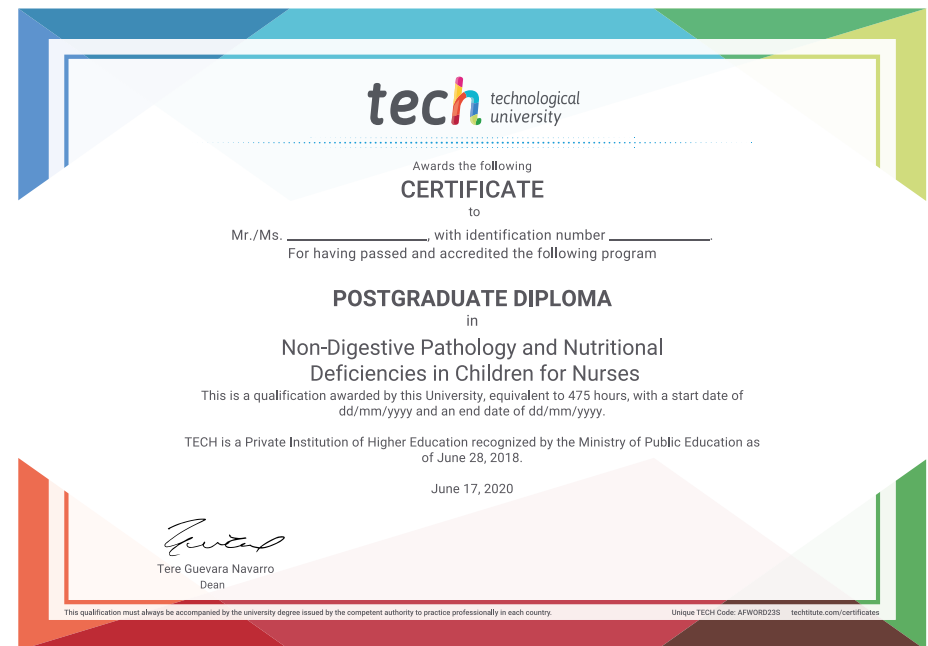 tech technological
university
Awards the following
CERTIFICATE
to
Mr./Ms. ____________, with identification number ____________.
For having passed and accredited the following program
POSTGRADUATE DIPLOMA
in
Non-Digestive Pathology and Nutritional
Deficiencies in Children for Nurses
This is a qualification awarded by this University, equivalent to 475 hours, with a start date of
dd/mm/yyyy and an end date of dd/mm/yyyy.
TECH is a Private Institution of Higher Education recognized by the Ministry of Public Education as
of June 28, 2018.
June 17, 2020
Tere Guevara Navarro
Dean
This qualification must always be accompanied by the university degree issued by the competent authority to practice professionally in each country.
Unique TECH Code: AFWORD23S techtitute.com/certificates